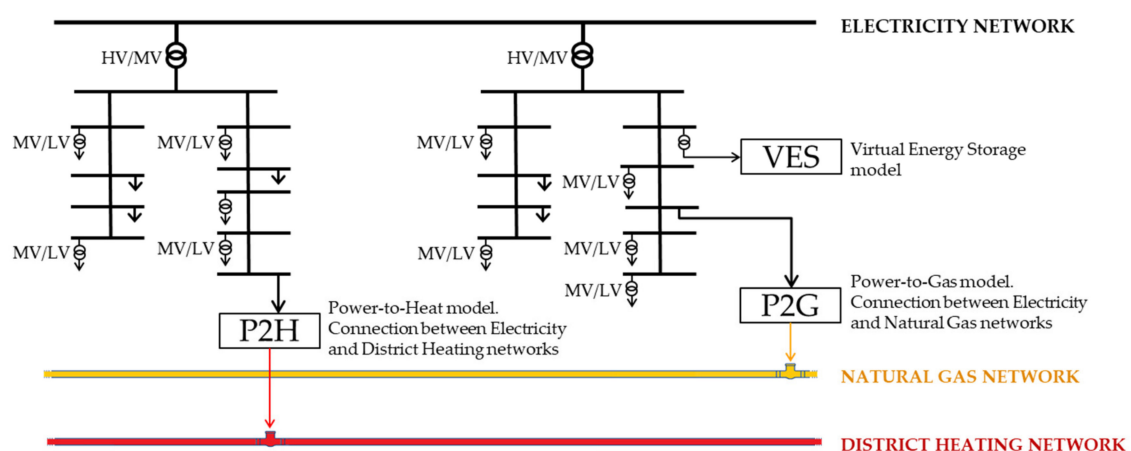 ELECTRICITY NETWORK
HV/MV
HV/MV
MV/LV
MV/LV
MV/LV
VES
Virtual Energy Storage
model
MV/LV
MV/LV
MV/LV
MV/LV
MV/LV
MV/LV
P2H
Power-to-Heat model.
Connection between Electricity
and District Heating networks
P2G
Power-to-Gas model.
Connection between Electricity
and Natural Gas networks
NATURAL GAS NETWORK
DISTRICT HEATING NETWORK